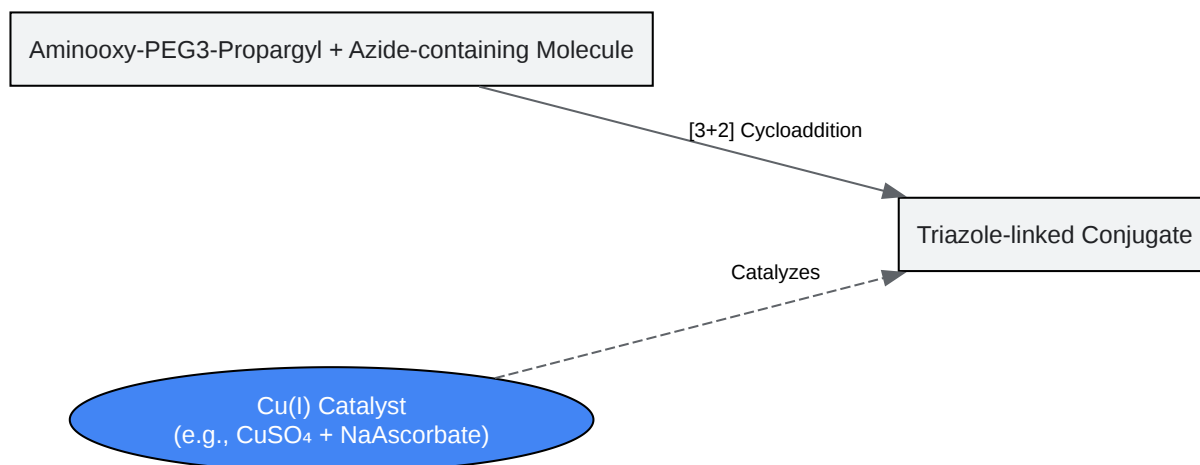 Aminooxy-PEG3-Propargyl + Azide-containing Molecule
[3+2] Cycloaddition
Triazole-linked Conjugate
Catalyzes
Cu(I) Catalyst
(e.g., CuSO₄ + NaAscorbate)